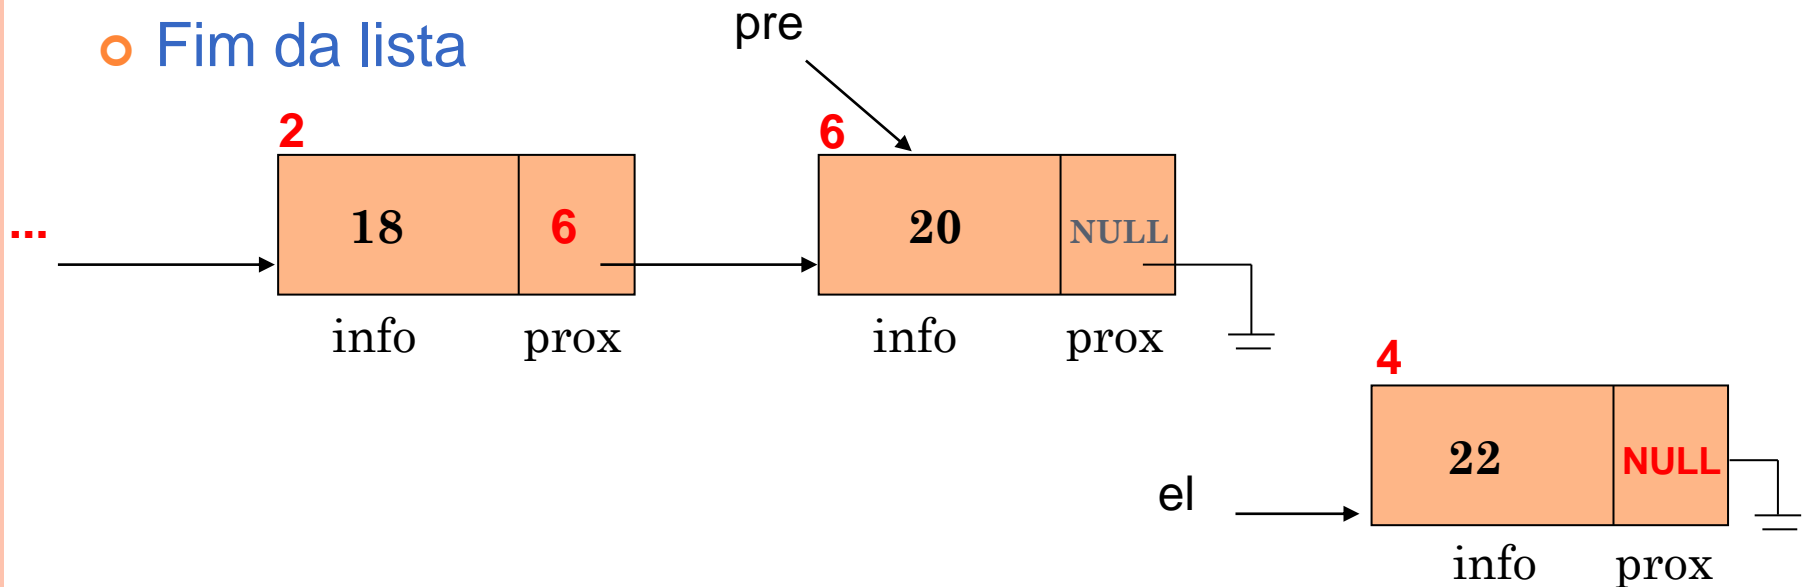 Fim da lista
pre
2
6
...
18
6
20
NULL
info
prox
info
prox
4
22
NULL
el
info
prox